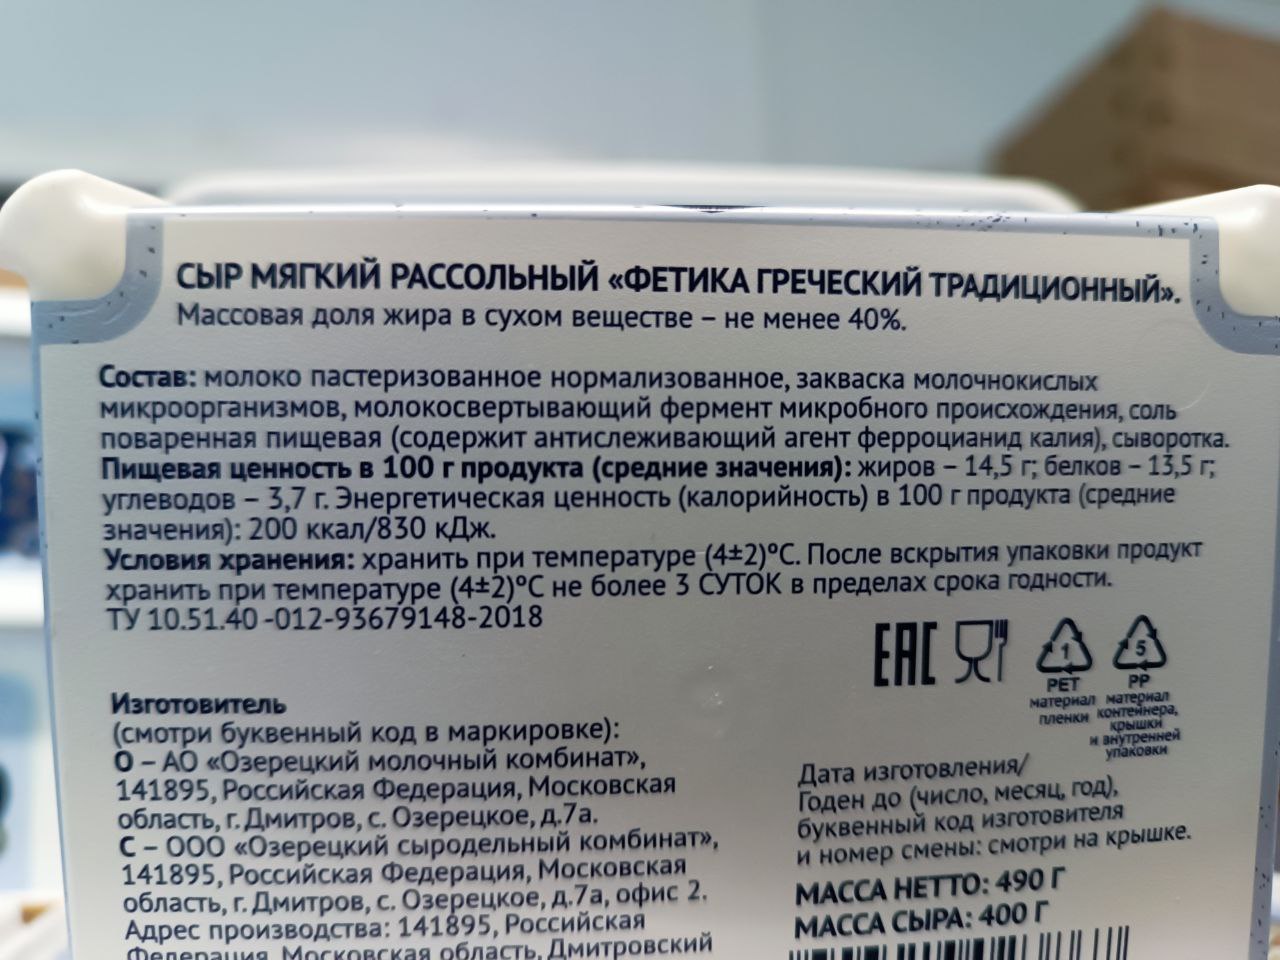 СЫР МЯГКИЙ РАССОЛЬНЫЙ «ФЕТИКА ГРЕЧЕСКИЙ ТРАДИЦИОННЫЙ».
Массовая доля жира в сухом веществе – не менее 40%.
Состав: молоко пастеризованное нормализованное, закваска молочнокислых
микроорганизмов, молокосвертывающий фермент микробного происхождения, соль
поваренная пищевая (содержит антислеживающий агент ферроцианид калия), сыворотка.
Пищевая ценность в 100 г продукта (средние значения): жиров – 14,5 г; белков – 13,5 г;
углеводов – 3,7 г. Энергетическая ценность (калорийность) в 100 г продукта (средние
значения): 200 ккал/830 кДж.
Условия хранения: хранить при температуре (4±2)°С. После вскрытия упаковки продукт
хранить при температуре (4±2)°С не более 3 СУТОК в пределах срока годности.
ТУ 10.51.40 -012-93679148-2018
EAC
1
PET
материал
пленки
5
PP
материал
контейнера,
крышки
и внутренней
упаковки
Изготовитель
(смотри буквенный код в маркировке):
О – АО «Озерецкий молочный комбинат»,
141895, Российская Федерация, Московская
область, г. Дмитров, с. Озерецкое, д.7а.
С – ООО «Озерецкий сыродельный комбинат»,
141895, Российская Федерация, Московская
область, г. Дмитров, с. Озерецкое, д.7а, офис 2.
Адрес производства: 141895, Российская
Федерация, Московская область, Дмитровский
Дата изготовления/
Годен до (число, месяц, год),
буквенный код изготовителя
и номер смены: смотри на крышке.
МАССА НЕТТО: 490 Г
МАССА СЫРА: 400 Г